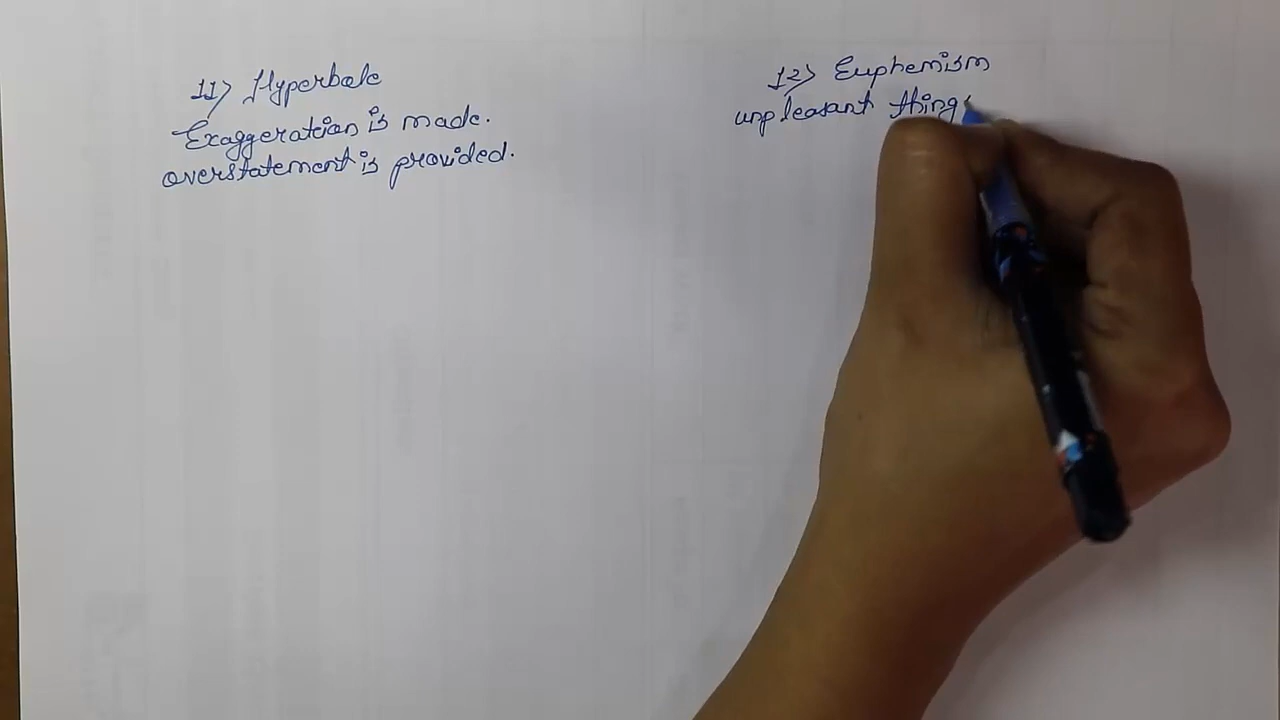 11) Hyperbole
Exaggeration is made.
overstatement is provided.
12) Euphemism
unpleasant things